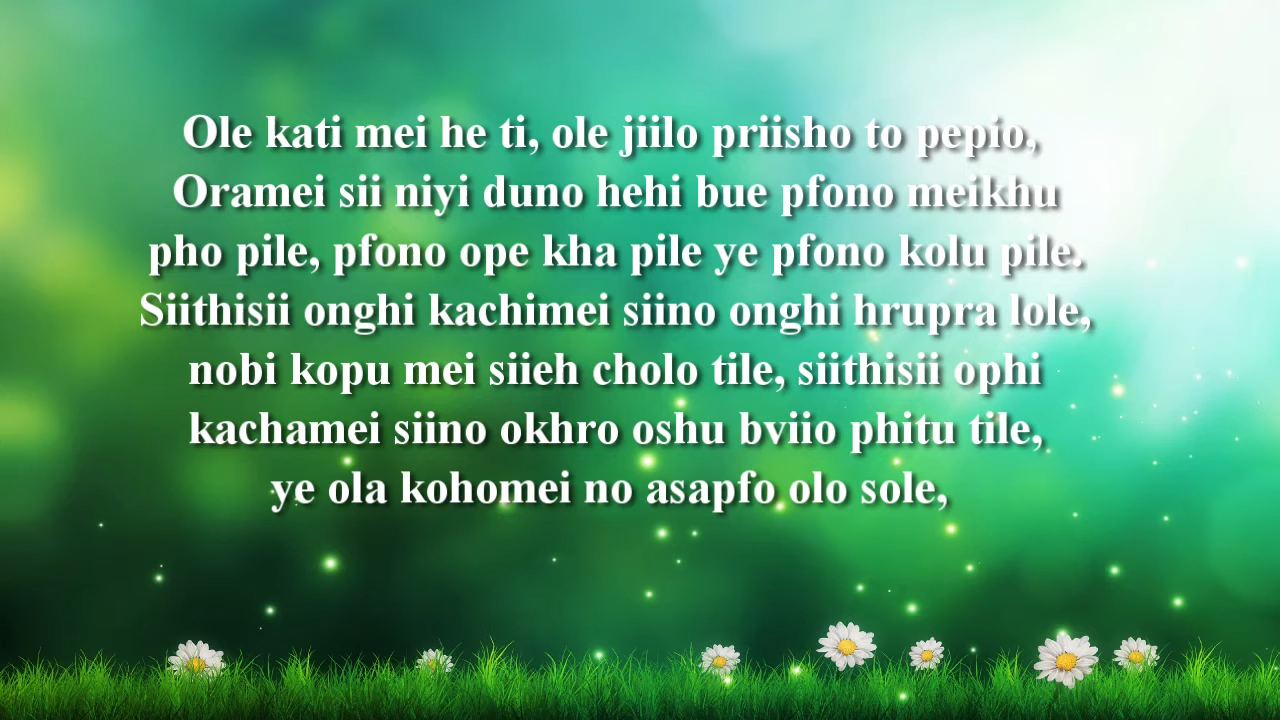 Ole kati mei he ti, ole jiilo priisho to pepio,
Oramei sii niyi duno hehi bue pfono meikhu
pho pile, pfono ope kha pile ye pfono kolu pile.
Siithisii onghi kachimei siino onghi hrupra lole,
nobi kopu mei siieh cholo tile, siithisii ophi
kachamei siino okhro oshu bviio phitu tile,
ye ola kohomei no asapfo olo sole,